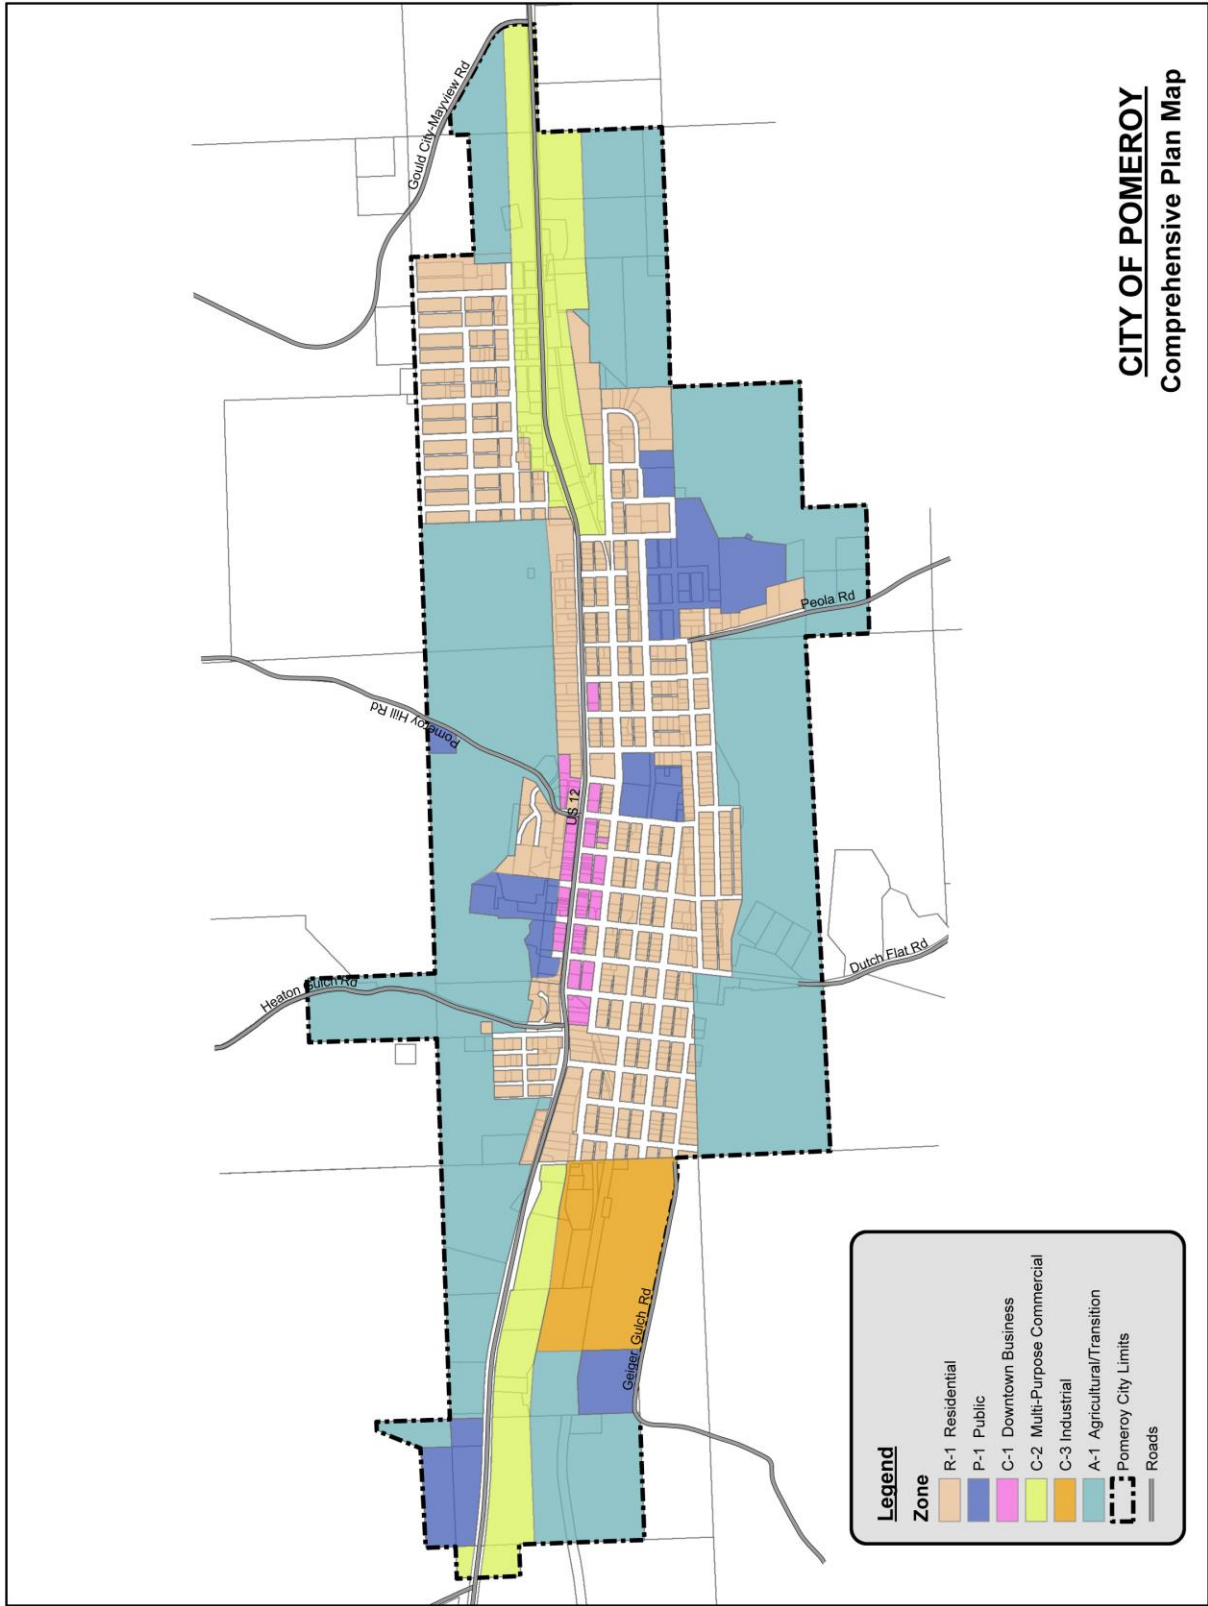 CITY OF POMEROY
Comprehensive Plan Map
Gould City-Mayview Rd
Pomeroy Hill Rd
Heaton Gulch Rd
US 12
Peola Rd
Dutch Flat Rd
Geiger Gulch Rd
Legend
Zone
R-1 Residential
P-1 Public
C-1 Downtown Business
C-2 Multi-Purpose Commercial
C-3 Industrial
A-1 Agricultural/Transition
Pomeroy City Limits
Roads